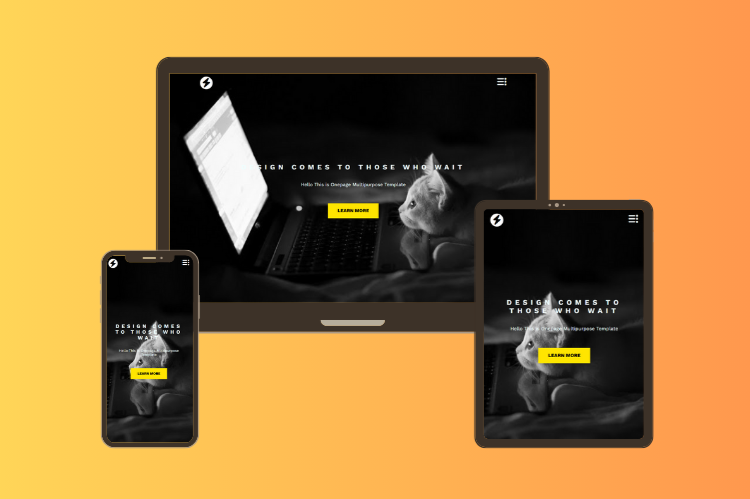 SIGN COMES TO THOSE WHO WAIT
Hello This is Onepage Multipurpose Template
LEARN MORE
DESIGN COMES TO
THOSE WHO WAIT
Hello This is Onepage Multipurpose Template
LEARN MORE
DESIGN COMES
TO THOSE WHO
WAIT
Hello This is Onepage Multipurpose
LEARN MORE